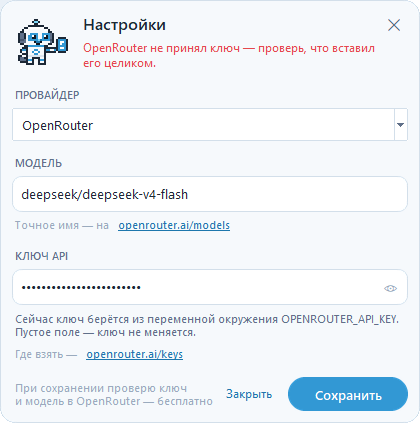 Настройки
OpenRouter не принял ключ — проверь, что вставил
его целиком.
ПРОВАЙДЕР
OpenRouter
МОДЕЛЬ
deepseek/deepseek-v4-flash
Точное имя — на openrouter.ai/models
КЛЮЧ API
••••••••••••••••••••••••
Сейчас ключ берётся из переменной окружения OPENROUTER_API_KEY.
Пустое поле — ключ не меняется.
Где взять — openrouter.ai/keys
При сохранении проверю ключ
и модель в OpenRouter — бесплатно
Закрыть
Сохранить